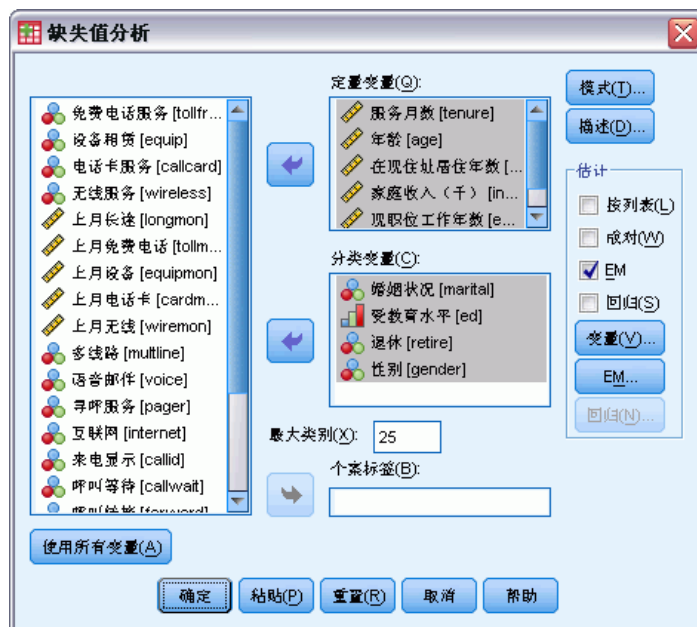 缺失值分析
免费电话服务 [tollfr...
设备租赁 [equip]
电话卡服务 [callcard]
无线服务 [wireless]
上月长途 [longmon]
上月免费电话 [tollm...
上月设备 [equipmon]
上月电话卡 [cardm...
上月无线 [wiremon]
多线路 [multline]
语音邮件 [voice]
寻呼服务 [pager]
互联网 [internet]
来电显示 [callid]
呼叫等待 [callwait]
呼叫转移 [forward]
使用所有变量(A)
定量变量(Q):
服务月数 [tenure]
年龄 [age]
在现住址居住年数 [...
家庭收入（千） [in...
现职位工作年数 [e...
分类变量(C):
婚姻状况 [marital]
受教育水平 [ed]
退休 [retire]
性别 [gender]
最大类别(X): 25
个案标签(B):
模式(T)...
描述(D)...
估计
按列表(L)
成对(W)
EM
回归(S)
变量(V)...
EM...
回归(N)...
确定 粘贴(P) 重置(R) 取消 帮助